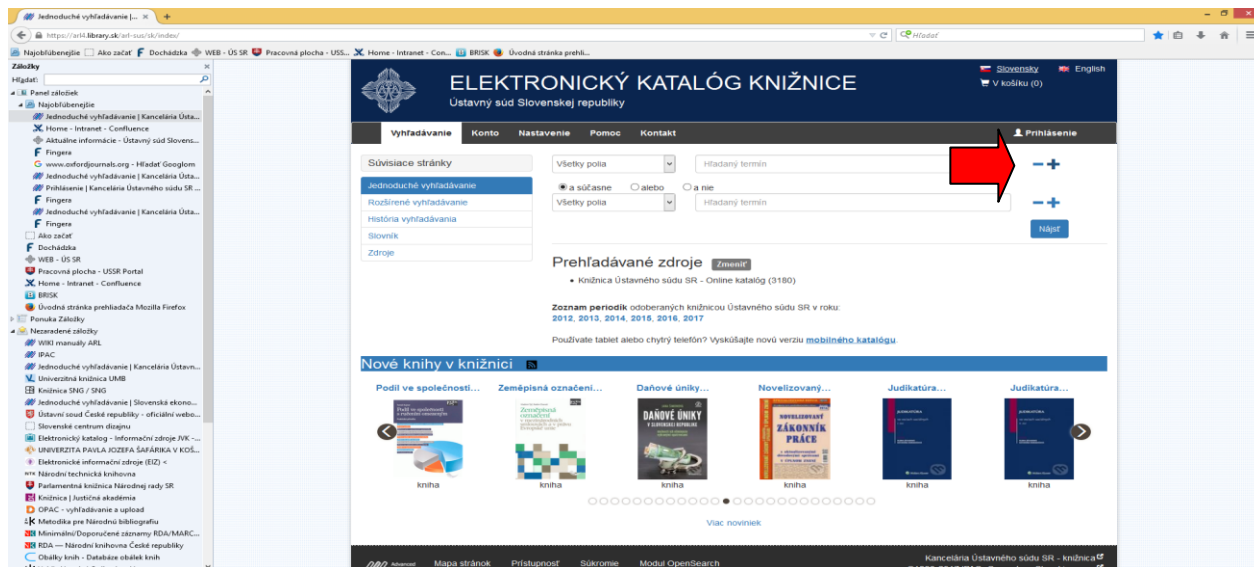 Jednoduché vyhľadávanie |...
https://arl4.library.sk/arl-sus/sk/index/
Hľadať
Najobľúbenejšie Ako začať Dochádzka WEB - ÚS SR Pracovná plocha - USS... Home - Intranet - Con... BRISK Úvodná stránka prehli...
Záložky
Hľadať:
Panel záložiek
Najobľúbenejšie
Jednoduché vyhľadávanie | Kancelária Ústa...
Home - Intranet - Confluence
Aktuálne informácie - Ústavný súd Slovens...
Fingera
www.oxfordjournals.org - Hľadať Googlom
Jednoduché vyhľadávanie | Kancelária Ústa...
Prihlásenie | Kancelária Ústavného súdu SR ...
Fingera
Jednoduché vyhľadávanie | Kancelária Ústa...
Fingera
Ako začať
Dochádzka
WEB - ÚS SR
Pracovná plocha - USSR Portal
Home - Intranet - Confluence
BRISK
Úvodná stránka prehliadača Mozilla Firefox
Ponuka Záložky
Nezaradené záložky
WIKI manuály ARL
IPAC
Jednoduché vyhľadávanie | Kancelária Ústavn...
Univerzitná knižnica UMB
Knižnice SNG / SNG
Jednoduché vyhľadávanie | Slovenská ekono...
Ústavní soud České republiky - oficiální webo...
Slovenské centrum dizajnu
Elektronický katalog - Informační zdroje JVK -...
UNIVERZITA PAVLA JOZEFA ŠAFÁRIKA V KOŠ...
Elektronické informační zdroje (EIZ) <
Národní technická knihovna
Parlamentná knižnica Národnej rady SR
Knižnica | Justičná akadémia
OPAC - vyhľadávanie a upload
Metodika pre Národnú bibliografiu
Minimální/Doporučené záznamy RDA/MARC...
RDA — Národní knihovna České republiky
Obálky knih - Databáze obálek knih
ELEKTRONICKÝ KATALÓG KNIŽNICE
Ústavný súd Slovenskej republiky
Slovensky English
V košíku (0)
Vyhľadávanie Konto Nastavenie Pomoc Kontakt Prihlásenie
Súvisiace stránky
Jednoduché vyhľadávanie
Rozšírené vyhľadávanie
História vyhľadávania
Slovník
Zdroje
Všetky polia Hľadaný termín
a súčasne alebo a nie
Všetky polia Hľadaný termín
Nájsť
Prehľadávané zdroje Zmeniť
Knižnica Ústavného súdu SR - Online katalóg (3180)
Zoznam periodík odoberaných knižnicou Ústavného súdu SR v roku:
2012, 2013, 2014, 2015, 2016, 2017
Používate tablet alebo chytrý telefón? Vyskúšajte novú verziu mobilného katalógu.
Nové knihy v knižnici
Podíl ve společnosti... Zeměpisná označení... Daňové úniky... Novelizovaný... Judikatúra... Judikatúra...
DAŇOVÉ ÚNIKY
NOVELIZOVANÝ
ZÁKONNÍK
PRÁCE
JUDIKATÚRA
JUDIKATÚRA
kniha kniha kniha kniha kniha kniha
Viac noviniek
Mapa stránok Prístupnosť Súkromie Modul OpenSearch
Kancelária Ústavného súdu SR - knižnica